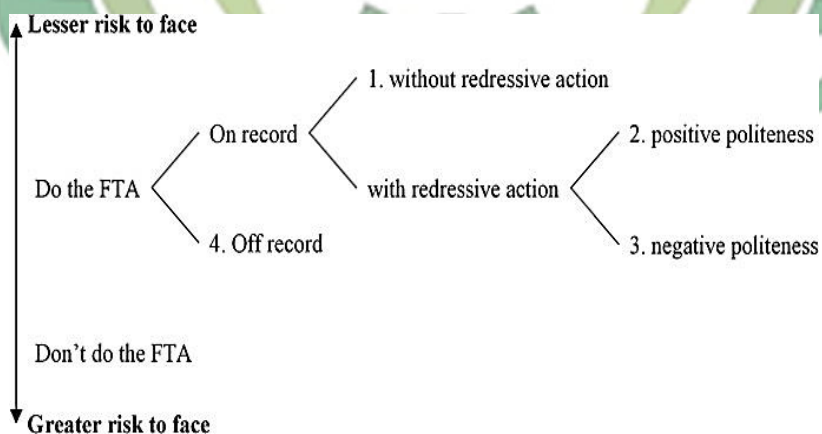 Lesser risk to face
1. without redressive action
On record
2. positive politeness
Do the FTA
with redressive action
4. Off record
3. negative politeness
Don’t do the FTA
Greater risk to face